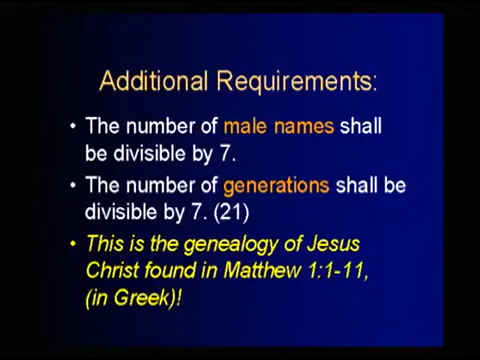 Additional Requirements:
• The number of male names shall
be divisible by 7.
• The number of generations shall be
divisible by 7. (21)
• This is the genealogy of Jesus
Christ found in Matthew 1:1-11,
(in Greek)!